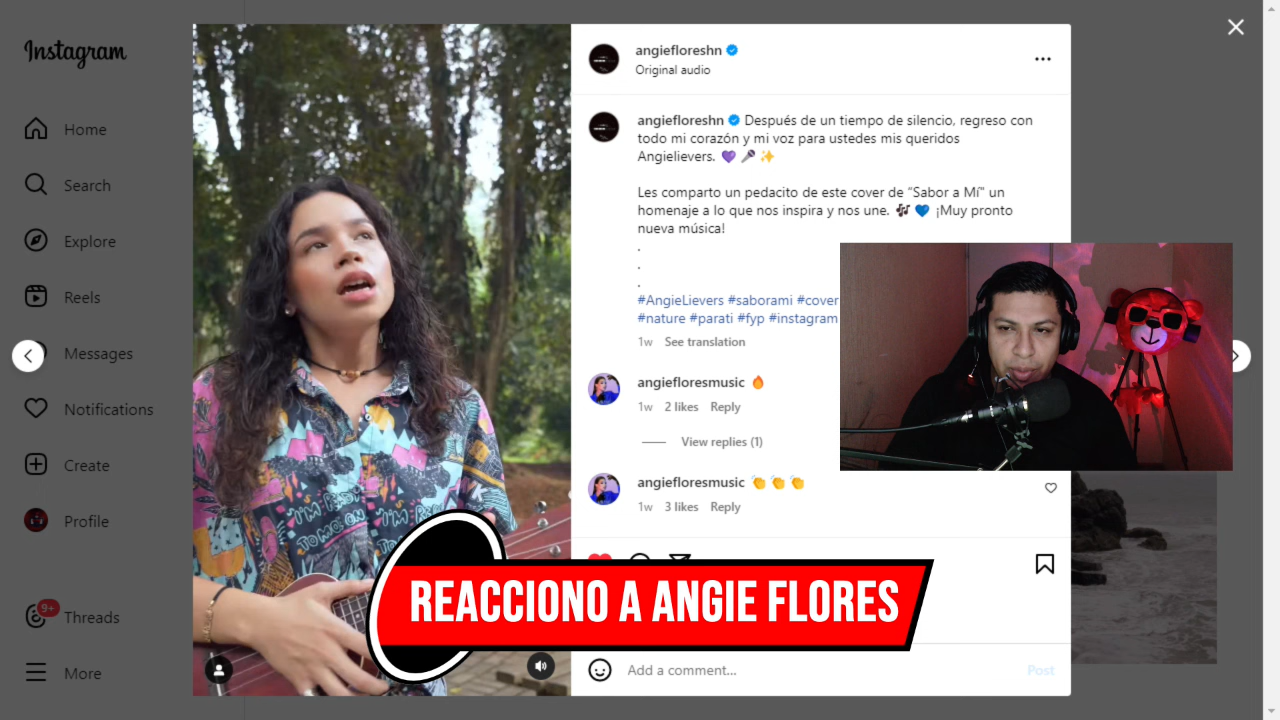 Instagram
Home
Search
Explore
Reels
Messages
Notifications
Create
Profile
9+
Threads
More
angiefloreshn
Original audio
angiefloreshn Después de un tiempo de silencio, regreso con
todo mi corazón y mi voz para ustedes mis queridos
Angielievers. 💜 🎤 ✨
Les comparto un pedacito de este cover de "Sabor a Mí" un
homenaje a lo que nos inspira y nos une. 🎶 💙 ¡Muy pronto
nueva música!
.
.
.
#AngieLievers #saborami #cover
#nature #parati #fyp #instagram
1w See translation
angiefloresmusic 🔥
1w 2 likes Reply
View replies (1)
angiefloresmusic 👏 👏 👏
1w 3 likes Reply
REACCIONO A ANGIE FLORES
Add a comment...
Post